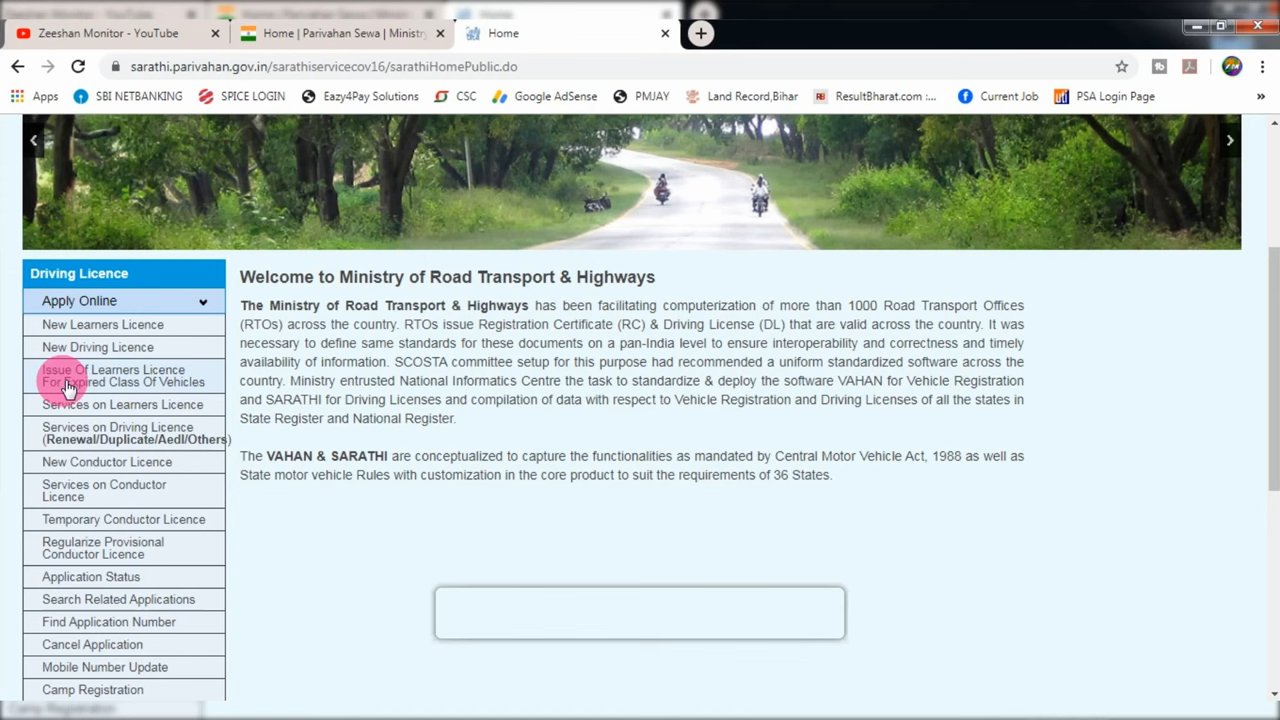 Zeeshan Monitor - YouTube
Home | Parivahan Sewa | Ministr
Home
sarathi.parivahan.gov.in/sarathiservicecov16/sarathiHomePublic.do
Apps
SBI NETBANKING
SPICE LOGIN
Eazy4Pay Solutions
CSC
Google AdSense
PMJAY
Land Record,Bihar
ResultBharat.com :...
Current Job
PSA Login Page
Driving Licence
Apply Online
New Learners Licence
New Driving Licence
Issue Of Learners Licence
For Expired Class Of Vehicles
Services on Learners Licence
Services on Driving Licence
(Renewal/Duplicate/Aedl/Others)
New Conductor Licence
Services on Conductor
Licence
Temporary Conductor Licence
Regularize Provisional
Conductor Licence
Application Status
Search Related Applications
Find Application Number
Cancel Application
Mobile Number Update
Camp Registration
Welcome to Ministry of Road Transport & Highways
The Ministry of Road Transport & Highways has been facilitating computerization of more than 1000 Road Transport Offices
(RTOs) across the country. RTOs issue Registration Certificate (RC) & Driving License (DL) that are valid across the country. It was
necessary to define same standards for these documents on a pan-India level to ensure interoperability and correctness and timely
availability of information. SCOSTA committee setup for this purpose had recommended a uniform standardized software across the
country. Ministry entrusted National Informatics Centre the task to standardize & deploy the software VAHAN for Vehicle Registration
and SARATHI for Driving Licenses and compilation of data with respect to Vehicle Registration and Driving Licenses of all the states in
State Register and National Register.
The VAHAN & SARATHI are conceptualized to capture the functionalities as mandated by Central Motor Vehicle Act, 1988 as well as
State motor vehicle Rules with customization in the core product to suit the requirements of 36 States.